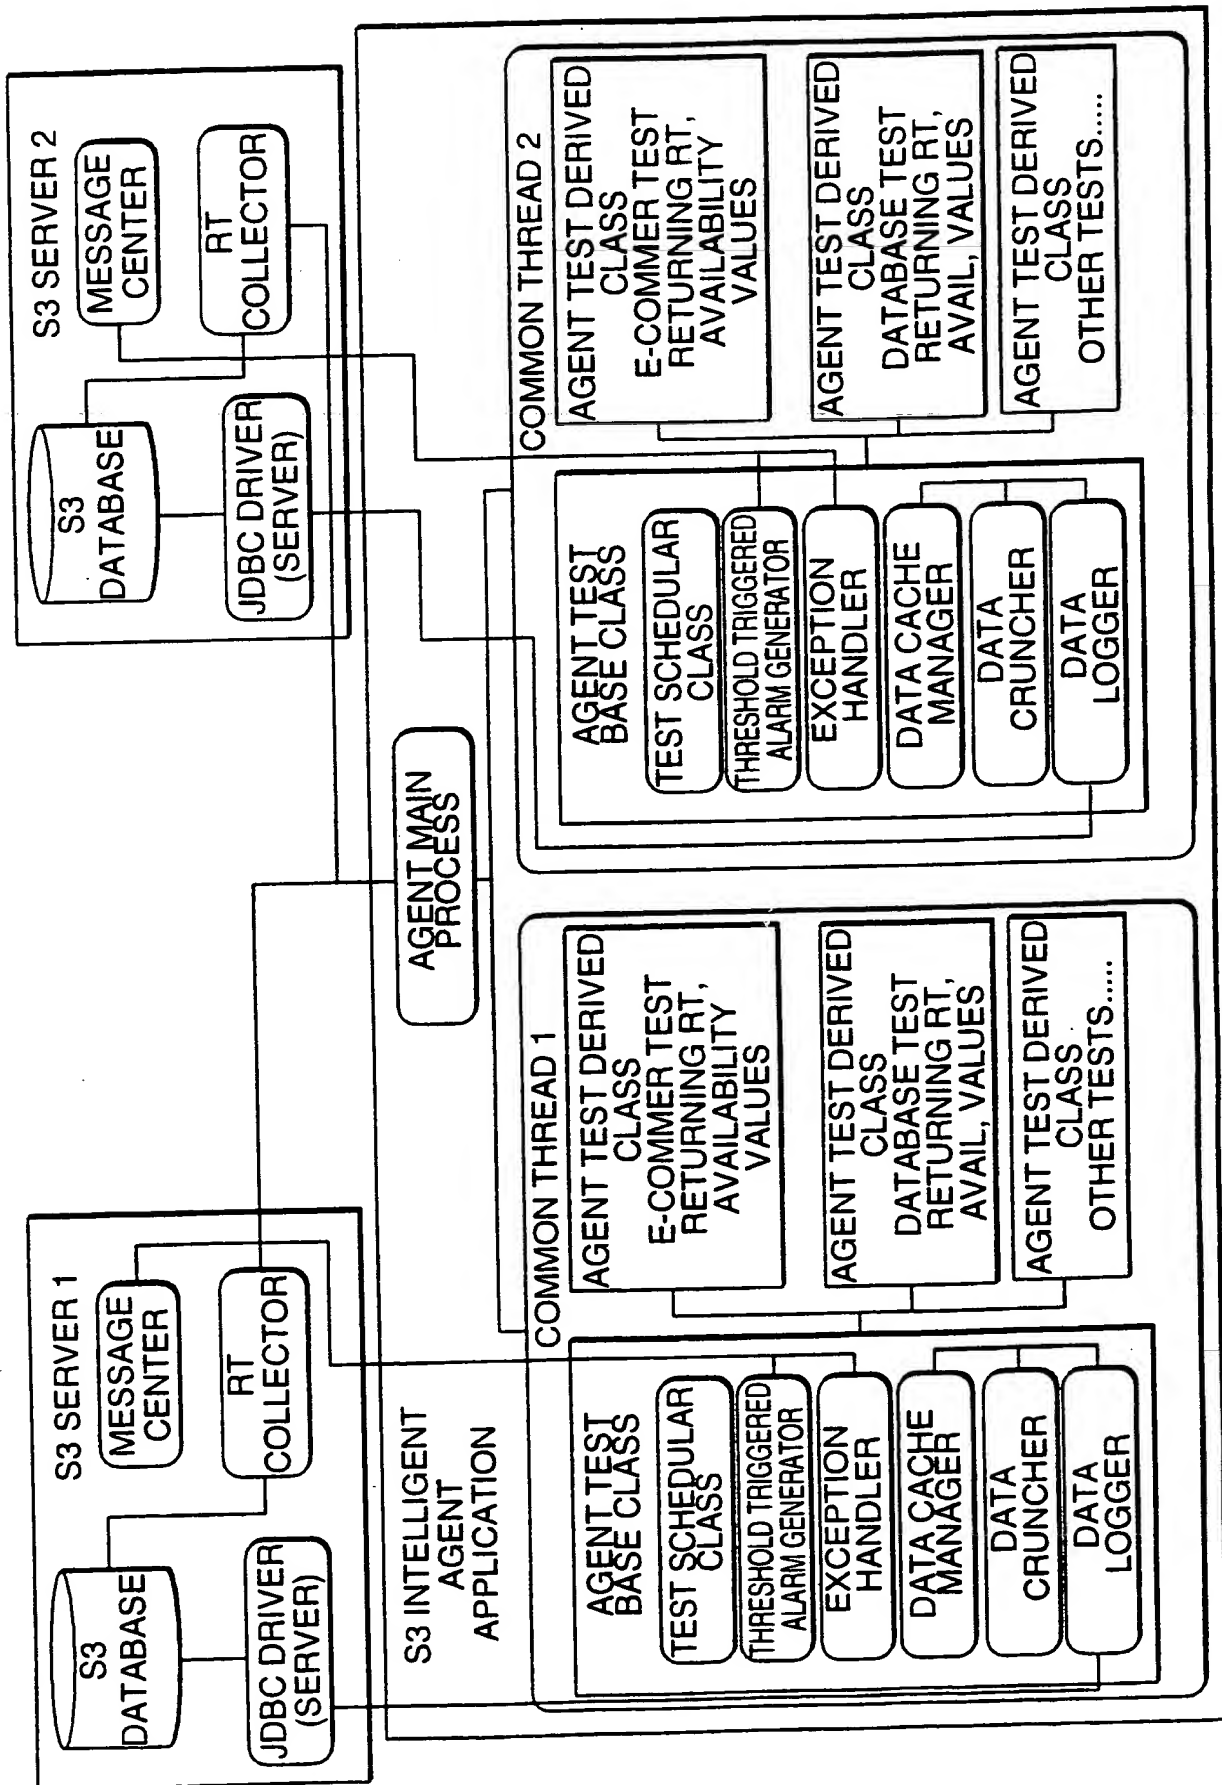 S3 SERVER 1
MESSAGE
CENTER
S3
DATABASE
RT
COLLECTOR
JDBC DRIVER
(SERVER)
S3 SERVER 2
MESSAGE
CENTER
S3
DATABASE
RT
COLLECTOR
JDBC DRIVER
(SERVER)
S3 INTELLIGENT
AGENT
APPLICATION
AGENT MAIN
PROCESS
COMMON THREAD 1
AGENT TEST
BASE CLASS
TEST SCHEDULAR
CLASS
THRESHOLD TRIGGERED
ALARM GENERATOR
EXCEPTION
HANDLER
DATA CACHE
MANAGER
DATA
CRUNCHER
DATA
LOGGER
AGENT TEST DERIVED
CLASS
E-COMMER TEST
RETURNING RT,
AVAILABILITY
VALUES
AGENT TEST DERIVED
CLASS
DATABASE TEST
RETURNING RT,
AVAIL, VALUES
AGENT TEST DERIVED
CLASS
OTHER TESTS.....
COMMON THREAD 2
AGENT TEST
BASE CLASS
TEST SCHEDULAR
CLASS
THRESHOLD TRIGGERED
ALARM GENERATOR
EXCEPTION
HANDLER
DATA CACHE
MANAGER
DATA
CRUNCHER
DATA
LOGGER
AGENT TEST DERIVED
CLASS
E-COMMER TEST
RETURNING RT,
AVAILABILITY
VALUES
AGENT TEST DERIVED
CLASS
DATABASE TEST
RETURNING RT,
AVAIL, VALUES
AGENT TEST DERIVED
CLASS
OTHER TESTS.....